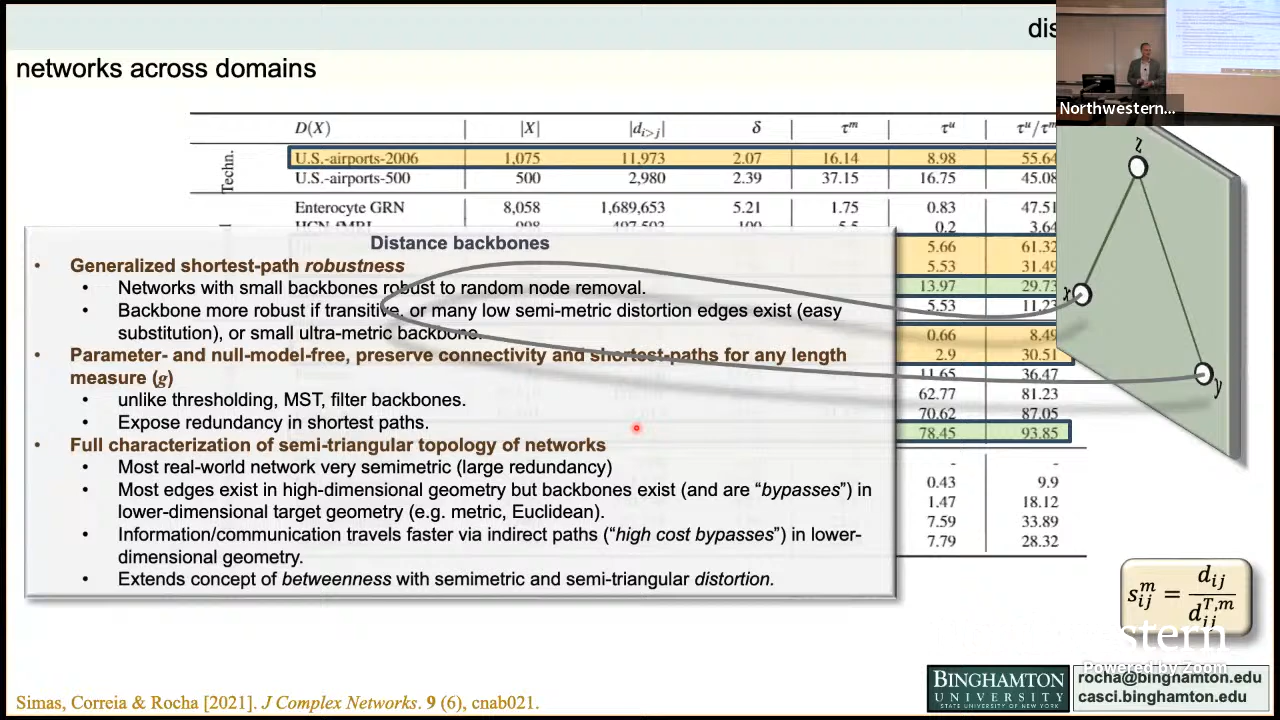 networks across domains
Northwestern...
D(X) |X| |d_{i>j}| δ τ^m τ^u τ^u/τ^m
Techn.
U.S.-airports-2006 1,075 11,973 2.07 16.14 8.98 55.64
U.S.-airports-500 500 2,980 2.39 37.15 16.75 45.08
Enterocyte GRN 8,058 1,689,653 5.21 1.75 0.83 47.51
0.2 3.64
5.66 61.32
5.53 31.49
13.97 29.73
5.53 11.23
0.66 8.49
2.9 30.51
11.65 36.47
62.77 81.23
70.62 87.05
78.45 93.85
- -
0.43 9.9
1.47 18.12
7.59 33.89
7.79 28.32
Distance backbones
• Generalized shortest-path robustness
• Networks with small backbones robust to random node removal.
• Backbone more robust if transitive, or many low semi-metric distortion edges exist (easy
substitution), or small ultra-metric backbone.
• Parameter- and null-model-free, preserve connectivity and shortest-paths for any length
measure (g)
• unlike thresholding, MST, filter backbones.
• Expose redundancy in shortest paths.
• Full characterization of semi-triangular topology of networks
• Most real-world network very semimetric (large redundancy)
• Most edges exist in high-dimensional geometry but backbones exist (and are “bypasses”) in
lower-dimensional target geometry (e.g. metric, Euclidean).
• Information/communication travels faster via indirect paths (“high cost bypasses”) in lower-
dimensional geometry.
• Extends concept of betweenness with semimetric and semi-triangular distortion.
z
x
y
s_{ij}^m = d_{ij} / d_{ij}^{T,m}
Powered by Zoom
BINGHAMTON
UNIVERSITY
STATE UNIVERSITY OF NEW YORK
rocha@binghamton.edu
casci.binghamton.edu
Simas, Correia & Rocha [2021]. J Complex Networks. 9 (6), cnab021.